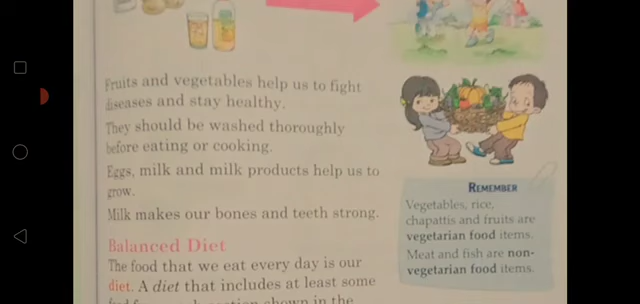 Fruits and vegetables help us to fight
diseases and stay healthy.
They should be washed thoroughly
before eating or cooking.
Eggs, milk and milk products help us to
grow.
Milk makes our bones and teeth strong.
Balanced Diet
The food that we eat every day is our
diet. A diet that includes at least some
shown in the
REMEMBER
Vegetables, rice,
chapattis and fruits are
vegetarian food items.
Meat and fish are non-
vegetarian food items.